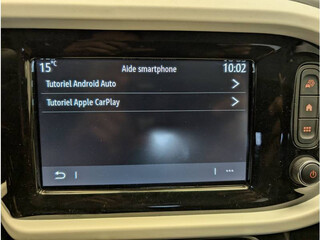 15°C Aide smartphone 10:02
Tutoriel Android Auto
Tutoriel Apple CarPlay